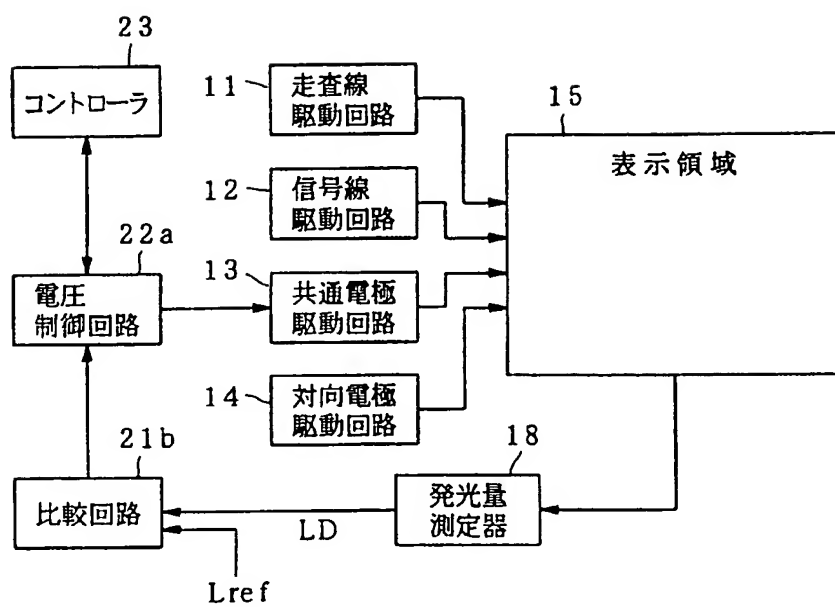 23
コントローラ
11
走査線
駆動回路
15
表示領域
12
信号線
駆動回路
22a
電圧
制御回路
13
共通電極
駆動回路
14
対向電極
駆動回路
21b
比較回路
18
発光量
測定器
LD
Lref